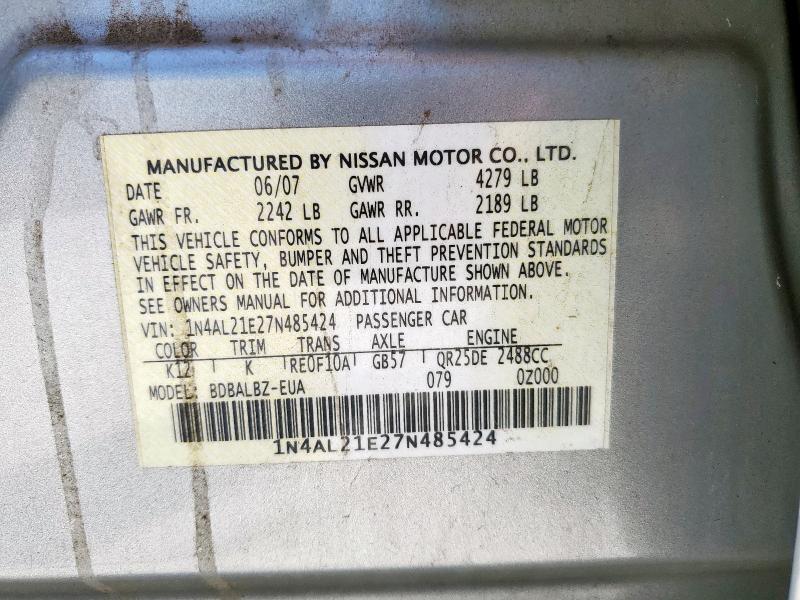 MANUFACTURED BY NISSAN MOTOR CO., LTD.
DATE 06/07 GVWR 4279 LB
GAWR FR. 2242 LB GAWR RR. 2189 LB
THIS VEHICLE CONFORMS TO ALL APPLICABLE FEDERAL MOTOR
VEHICLE SAFETY, BUMPER AND THEFT PREVENTION STANDARDS
IN EFFECT ON THE DATE OF MANUFACTURE SHOWN ABOVE.
SEE OWNERS MANUAL FOR ADDITIONAL INFORMATION.
VIN: 1N4AL21E27N485424 PASSENGER CAR
COLOR TRIM TRANS AXLE ENGINE
K12 K RE0F10A GB57 QR25DE 2488CC
MODEL: BDBALBZ-EUA 079 0Z000
1N4AL21E27N485424